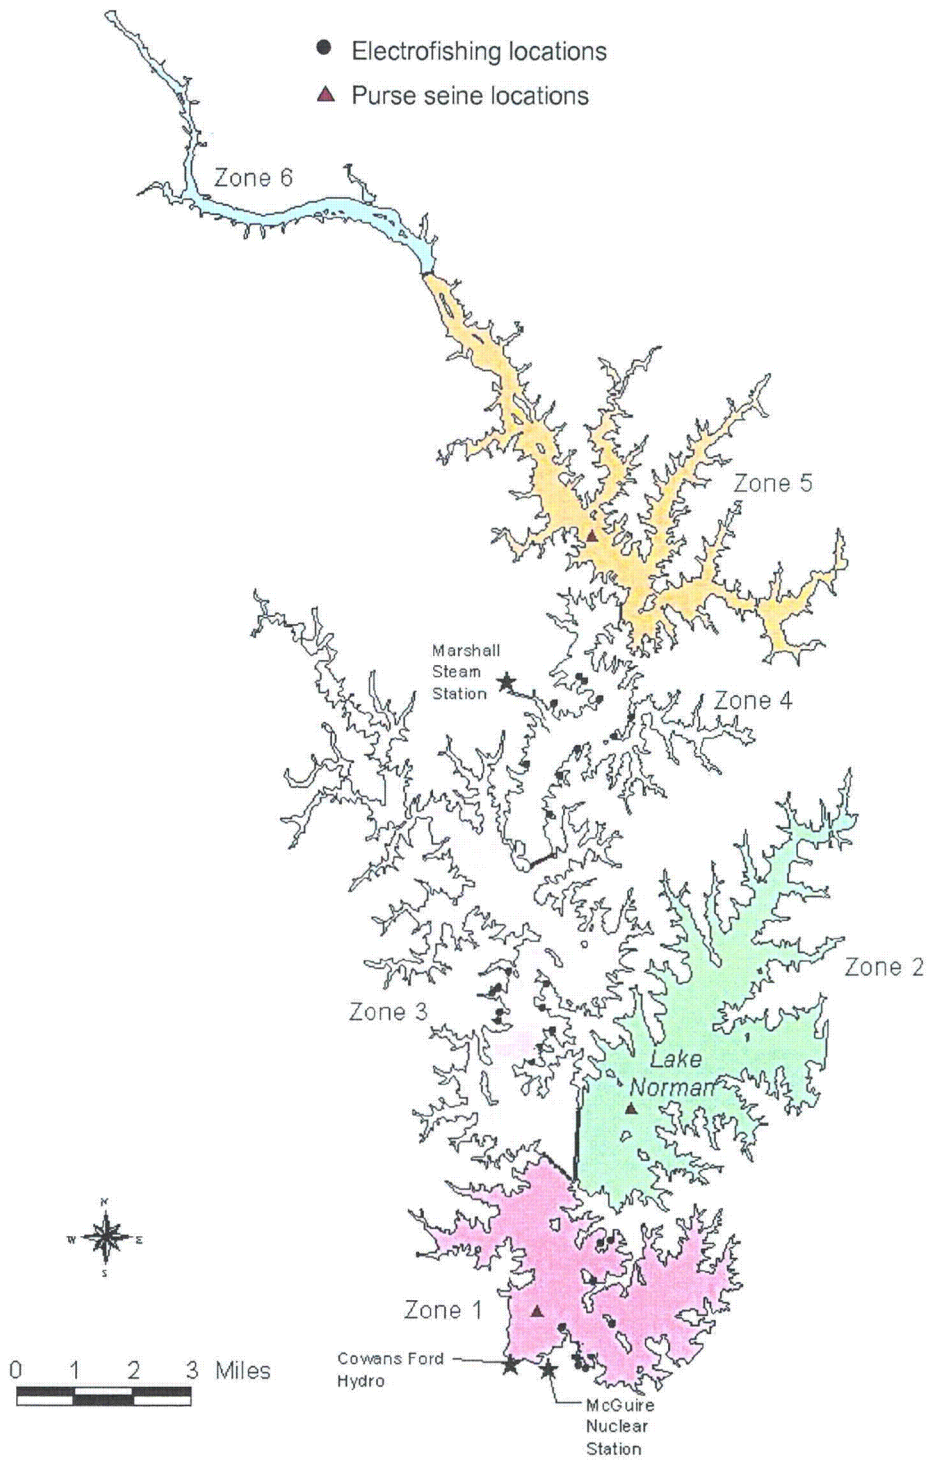 Electrofishing locations
Purse seine locations
Zone 6
Zone 5
Marshall
Steam
Station
Zone 4
Zone 2
Zone 3
Lake
Norman
N
W E
S
Zone 1
0 1 2 3 Miles
Cowans Ford
Hydro
McGuire
Nuclear
Station